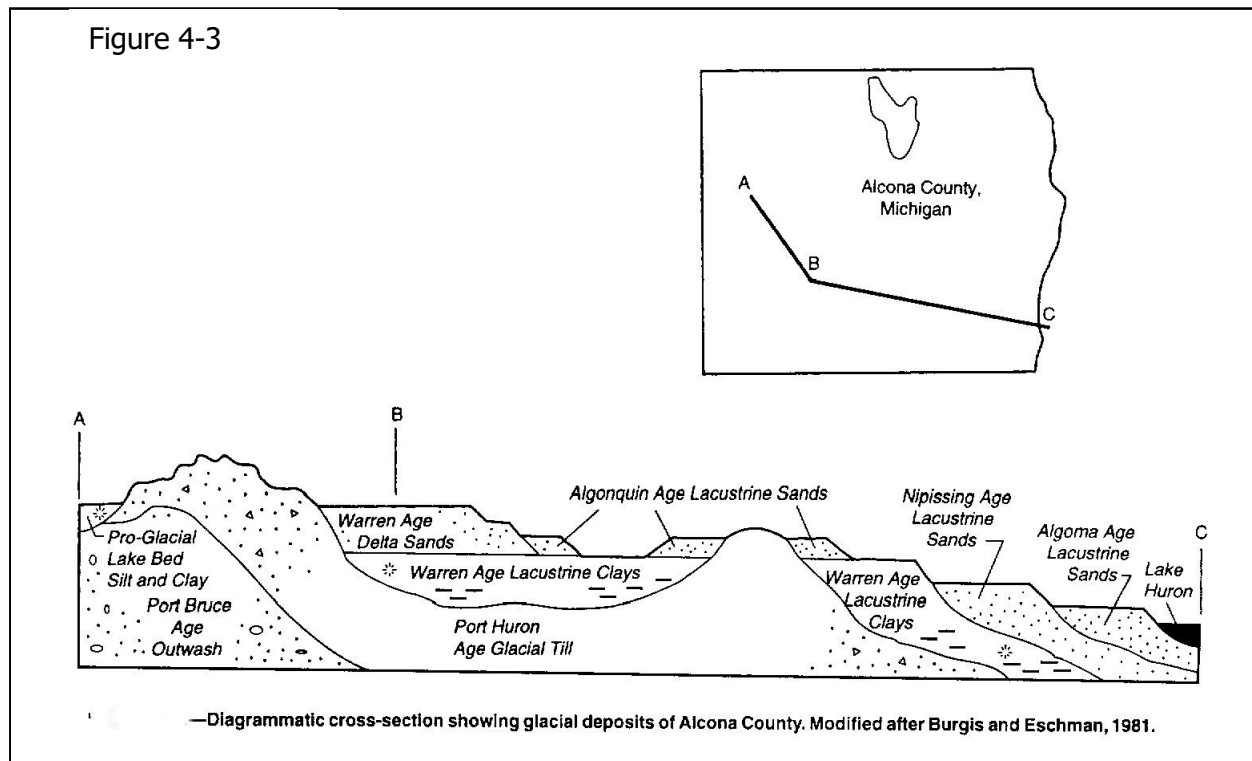 Figure 4-3
A
Alcona County,
Michigan
B
C
A
B
C
Algonquin Age Lacustrine Sands
Nipissing Age
Lacustrine
Sands
Algoma Age
Lacustrine
Sands
Lake
Huron
Warren Age
Delta Sands
Pro-Glacial
Lake Bed
Silt and Clay
Warren Age Lacustrine Clays
Warren Age
Lacustrine
Clays
Port Bruce
Age
Outwash
Port Huron
Age Glacial Till
—Diagrammatic cross-section showing glacial deposits of Alcona County. Modified after Burgis and Eschman, 1981.